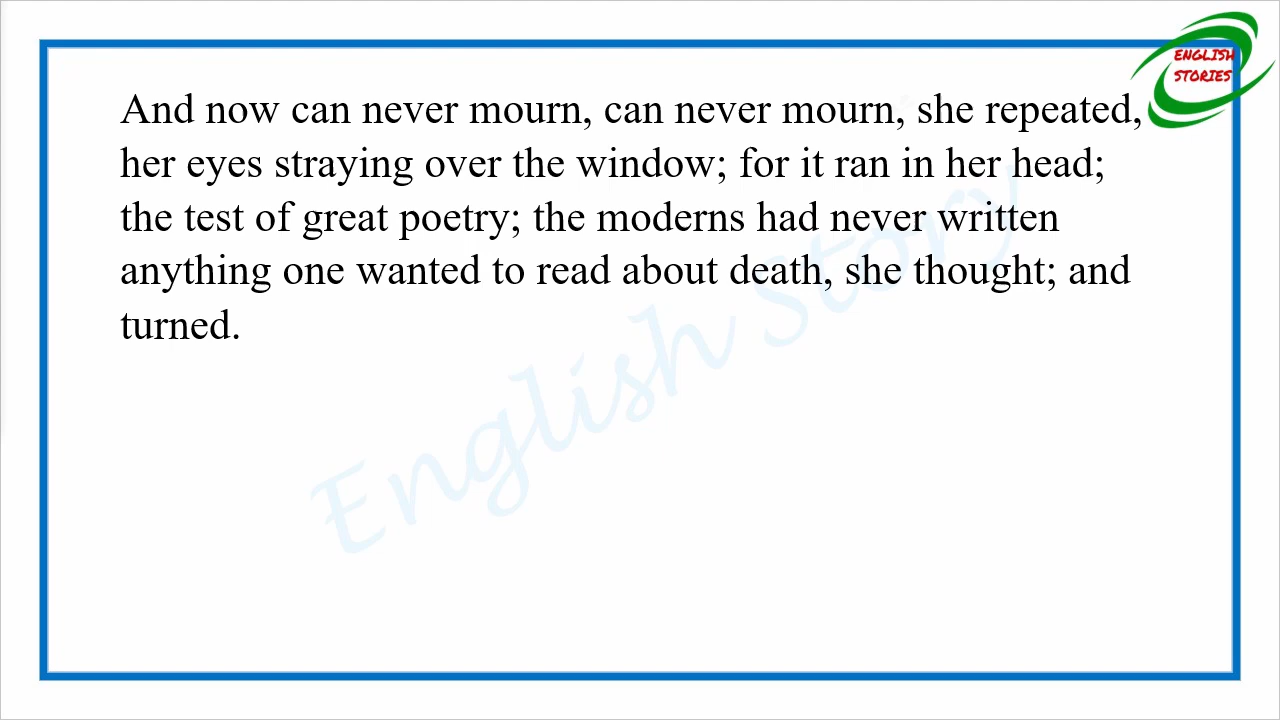 ENGLISH
STORIES
And now can never mourn, can never mourn, she repeated,
her eyes straying over the window; for it ran in her head;
the test of great poetry; the moderns had never written
anything one wanted to read about death, she thought; and
turned.
English Story